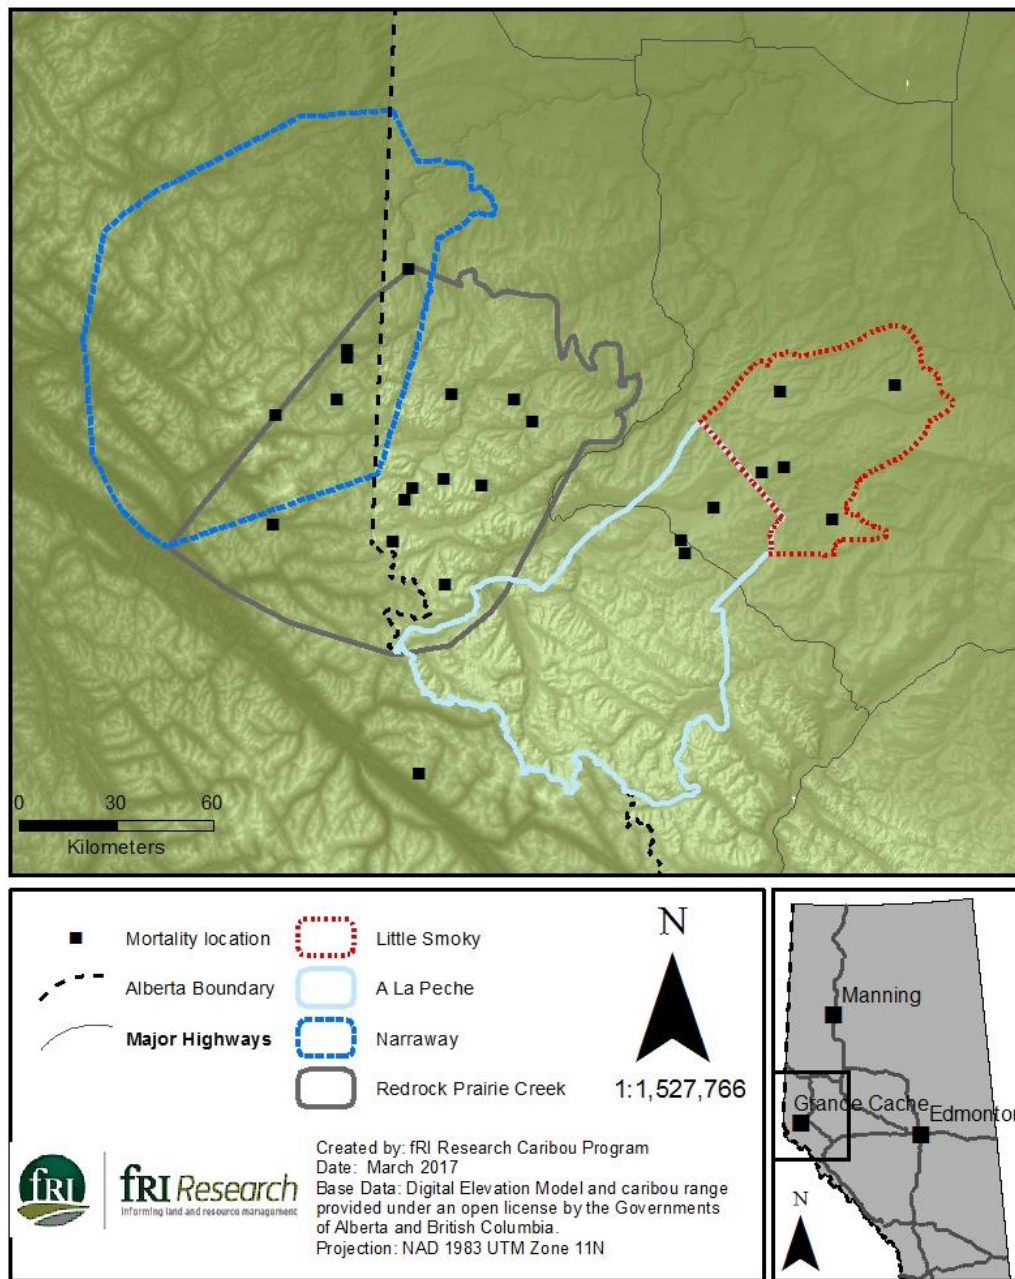 0 30 60
Kilometers
Mortality location
Alberta Boundary
Major Highways
Little Smoky
A La Peche
Narraway
Redrock Prairie Creek
N
1:1,527,766
fRI
fRI Research
Informing land and resource management
Created by: fRI Research Caribou Program
Date: March 2017
Base Data: Digital Elevation Model and caribou range
provided under an open license by the Governments
of Alberta and British Columbia.
Projection: NAD 1983 UTM Zone 11N
Manning
Grande Cache
Edmonton
N